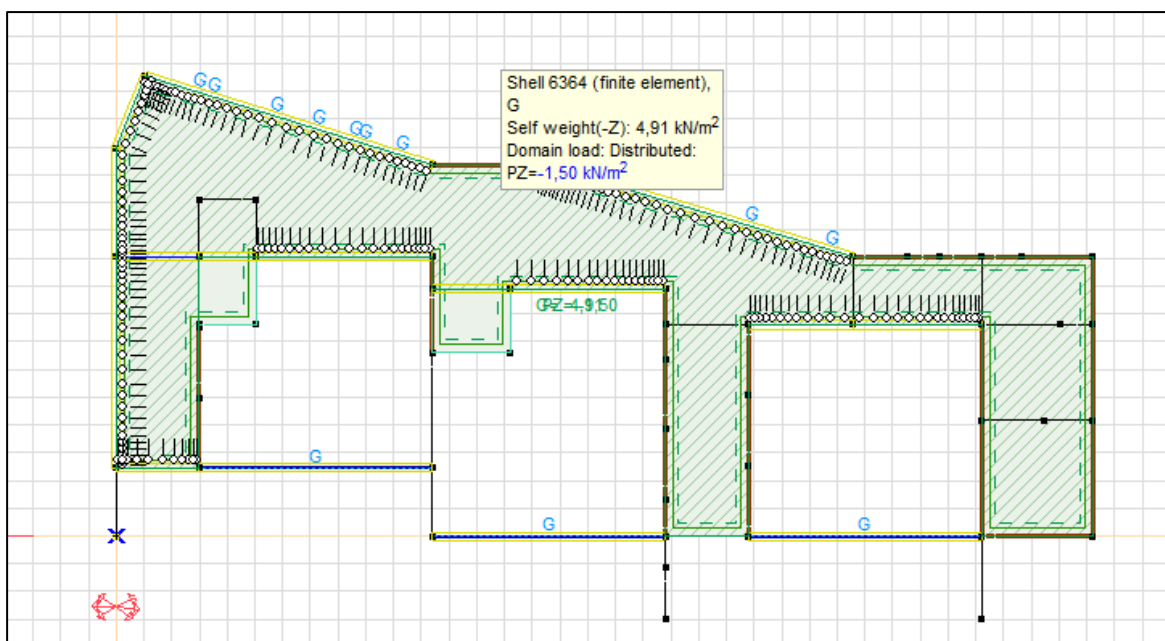 G G
G
G
GG
G
Shell 6364 (finite element),
G
Self weight(-Z): 4,91 kN/m²
Domain load: Distributed:
PZ=-1,50 kN/m²
G
G
G
G
G